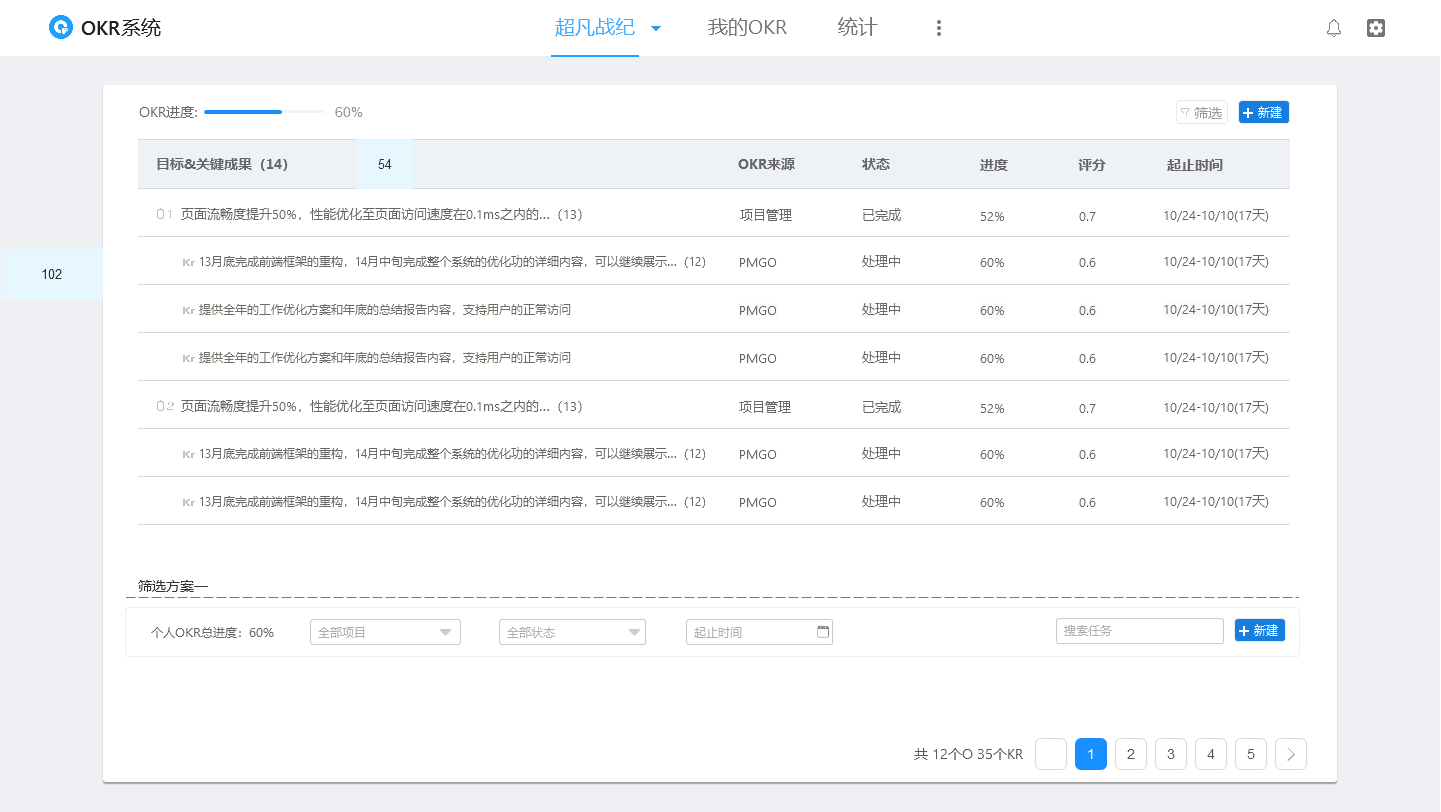 OKR系统 超凡战纪 我的OKR 统计
OKR进度: 60% 筛选 新建
目标&关键成果（14） 54 OKR来源 状态 进度 评分 起止时间
O1 页面流畅度提升50%，性能优化至页面访问速度在0.1ms之内的...（13） 项目管理 已完成 52% 0.7 10/24-10/10(17天)
102
Kr 13月底完成前端框架的重构，14月中旬完成整个系统的优化功的详细内容，可以继续展示...（12） PMGO 处理中 60% 0.6 10/24-10/10(17天)
Kr 提供全年的工作优化方案和年底的总结报告内容，支持用户的正常访问 PMGO 处理中 60% 0.6 10/24-10/10(17天)
Kr 提供全年的工作优化方案和年底的总结报告内容，支持用户的正常访问 PMGO 处理中 60% 0.6 10/24-10/10(17天)
O2 页面流畅度提升50%，性能优化至页面访问速度在0.1ms之内的...（13） 项目管理 已完成 52% 0.7 10/24-10/10(17天)
Kr 13月底完成前端框架的重构，14月中旬完成整个系统的优化功的详细内容，可以继续展示...（12） PMGO 处理中 60% 0.6 10/24-10/10(17天)
Kr 13月底完成前端框架的重构，14月中旬完成整个系统的优化功的详细内容，可以继续展示...（12） PMGO 处理中 60% 0.6 10/24-10/10(17天)
筛选方案一
个人OKR总进度：60% 全部项目 全部状态 起止时间 搜索任务 新建
共 12个O 35个KR 1 2 3 4 5